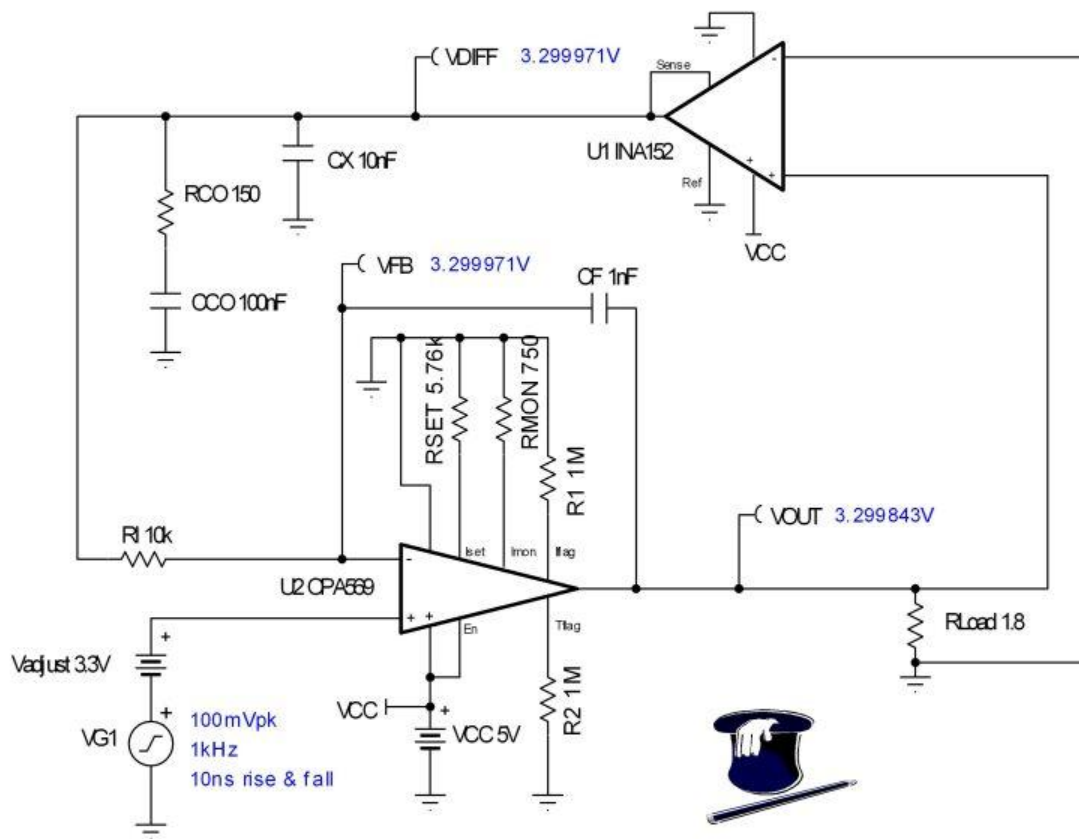 VDIFF 3.299971V
Sense
U1 INA152
CX 10nF
RCO 150
Ref
VCC
VFB 3.299971V
CF 1nF
CCO 100nF
RSET 5.76k
RMON 750
R1 1M
VOUT 3.299843V
RI 10k
Iset
Imon
Iflag
U2 OPA569
En
Tflag
RLoad 1.8
Vadjust 3.3V
R2 1M
VCC
VCC 5V
VG1
100mVpk
1kHz
10ns rise & fall